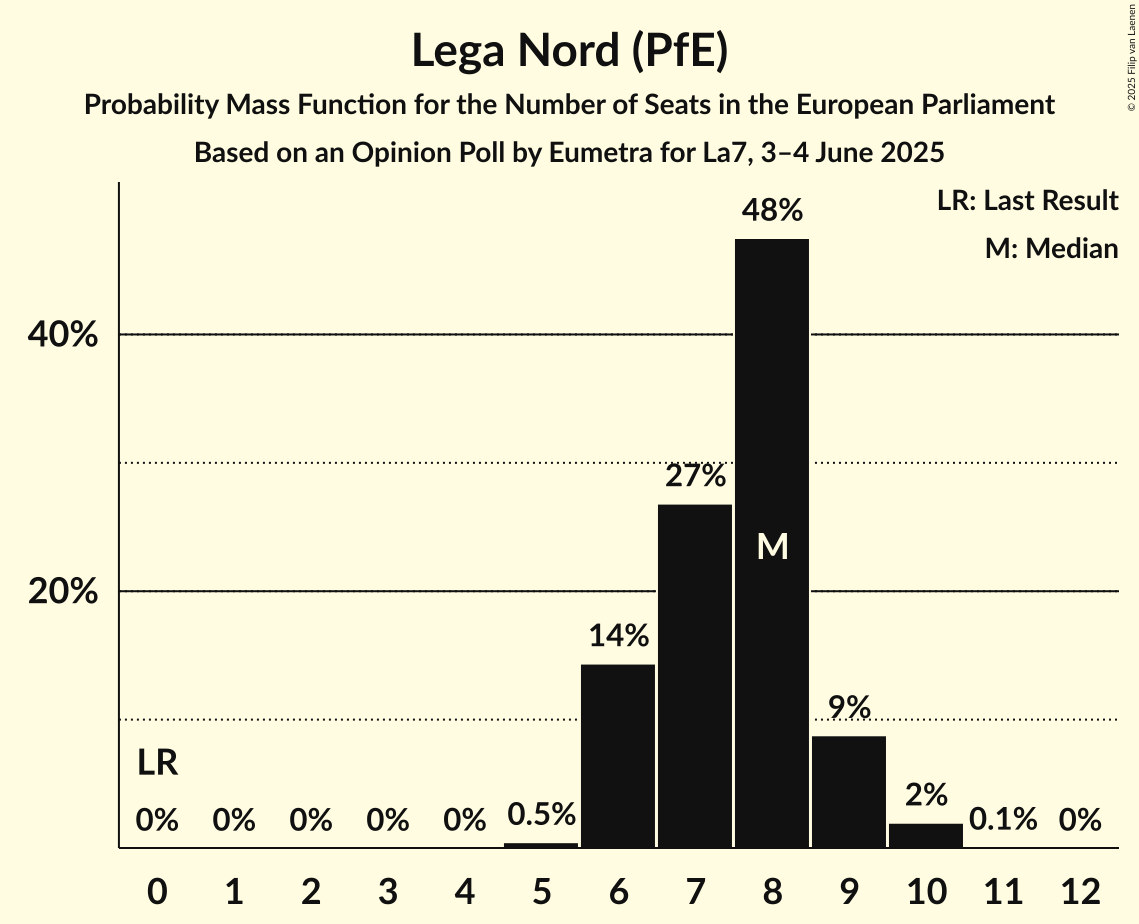 Lega Nord (PfE)
Probability Mass Function for the Number of Seats in the European Parliament
Based on an Opinion Poll by Eumetra for La7, 3–4 June 2025
© 2025 Filip van Laenen
LR: Last Result
M: Median
48%
40%
27%
M
20%
14%
9%
LR
2%
0% 0% 0% 0% 0% 0.5% 0.1% 0%
0 1 2 3 4 5 6 7 8 9 10 11 12